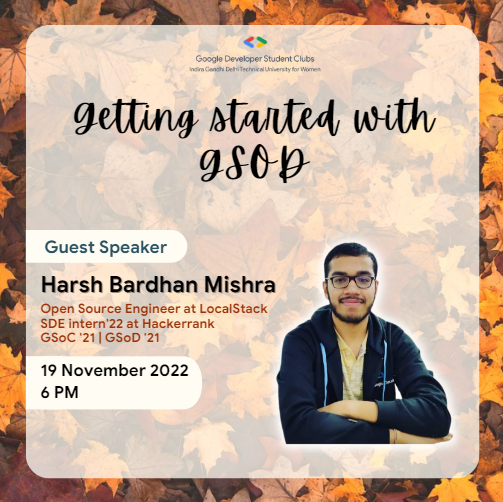 Google Developer Student Clubs
Indira Gandhi Delhi Technical University for Women
Getting started with
GSOD
Guest Speaker
Harsh Bardhan Mishra
Open Source Engineer at LocalStack
SDE intern'22 at Hackerrank
GSoC '21 | GSoD '21
19 November 2022
6 PM